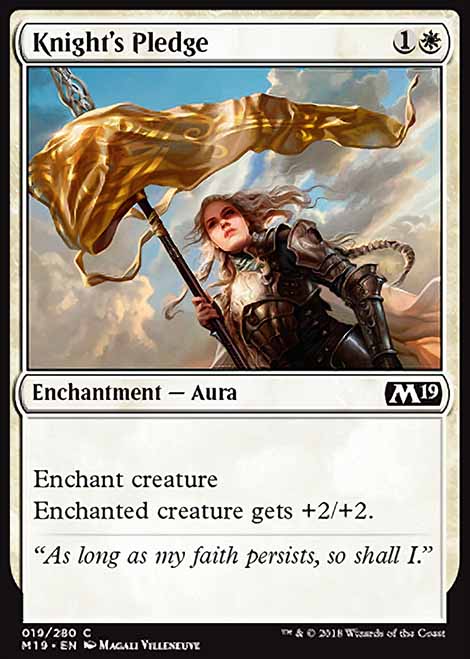 Knight's Pledge 1
Enchantment — Aura M19
Enchant creature
Enchanted creature gets +2/+2.
“As long as my faith persists, so shall I.”
019/280 C
M19 • EN Magali Villeneuve
™ & © 2018 Wizards of the Coast